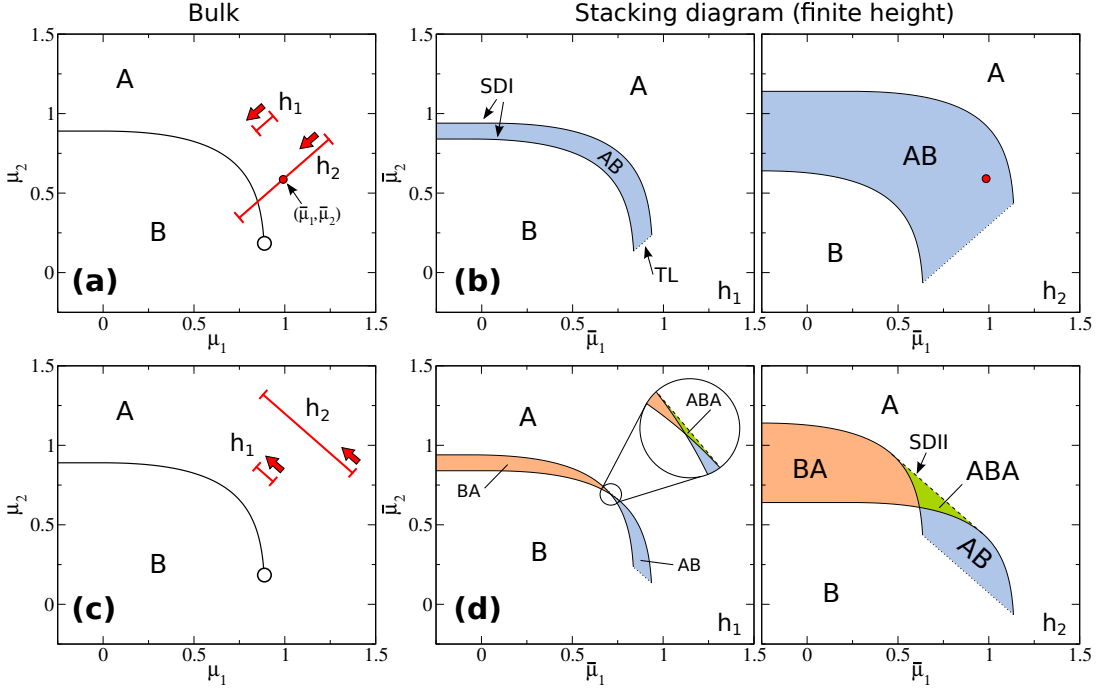 Bulk
Stacking diagram (finite height)
1.5
1
0.5
0
μ2
A
B
h1
h2
(μ̄1,μ̄2)
(a)
0 0.5 1 1.5
μ1
1.5
1
0.5
0
μ̄2
SDI
A
AB
B
TL
(b)
h1
0 0.5 1 1.5
μ̄1
A
AB
B
h2
0 0.5 1 1.5
μ̄1
1.5
1
0.5
0
μ2
A
B
h1
h2
(c)
0 0.5 1 1.5
μ1
1.5
1
0.5
0
μ̄2
A
ABA
BA
B
AB
(d)
h1
0 0.5 1 1.5
μ̄1
A
SDII
BA
ABA
AB
B
h2
0 0.5 1 1.5
μ̄1